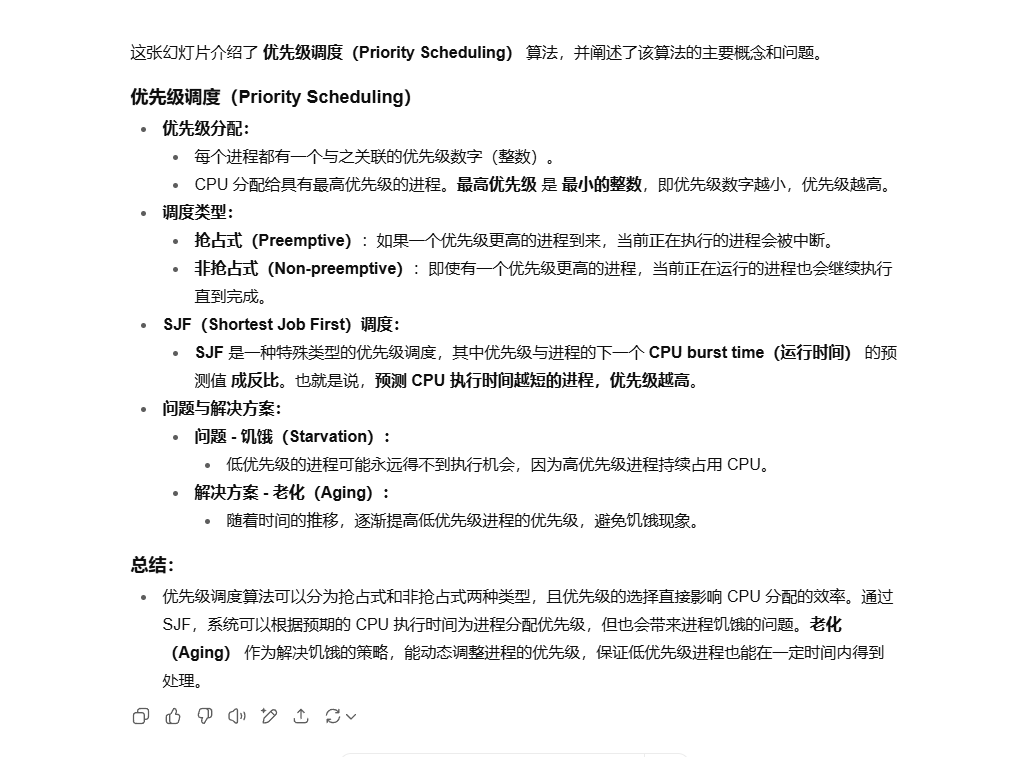 这张幻灯片介绍了 优先级调度（Priority Scheduling） 算法，并阐述了该算法的主要概念和问题。
优先级调度（Priority Scheduling）
• 优先级分配：
• 每个进程都有一个与之关联的优先级数字（整数）。
• CPU 分配给具有最高优先级的进程。最高优先级 是 最小的整数，即优先级数字越小，优先级越高。
• 调度类型：
• 抢占式（Preemptive）：如果一个优先级更高的进程到来，当前正在执行的进程会被中断。
• 非抢占式（Non-preemptive）：即使有一个优先级更高的进程，当前正在运行的进程也会继续执行
直到完成。
• SJF（Shortest Job First）调度：
• SJF 是一种特殊类型的优先级调度，其中优先级与进程的下一个 CPU burst time（运行时间） 的预
测值 成反比。也就是说，预测 CPU 执行时间越短的进程，优先级越高。
• 问题与解决方案：
• 问题 - 饥饿（Starvation）：
• 低优先级的进程可能永远得不到执行机会，因为高优先级进程持续占用 CPU。
• 解决方案 - 老化（Aging）：
• 随着时间的推移，逐渐提高低优先级进程的优先级，避免饥饿现象。
总结：
• 优先级调度算法可以分为抢占式和非抢占式两种类型，且优先级的选择直接影响 CPU 分配的效率。通过
SJF，系统可以根据预期的 CPU 执行时间为进程分配优先级，但也会带来进程饥饿的问题。老化
（Aging） 作为解决饥饿的策略，能动态调整进程的优先级，保证低优先级进程也能在一定时间内得到
处理。